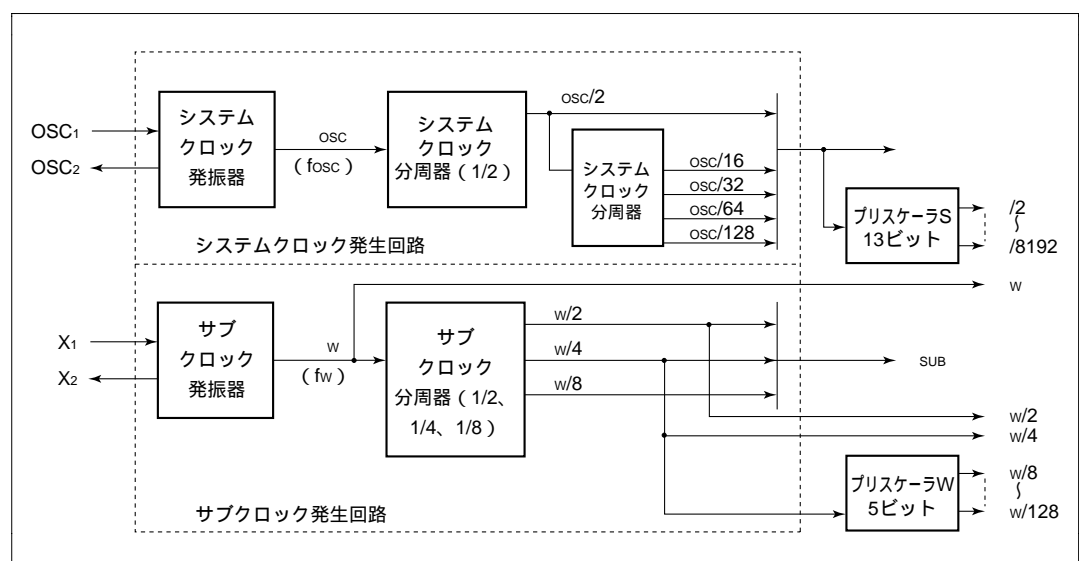 OSC1
OSC2
システム
クロック
発振器
OSC
(fOSC)
システム
クロック
分周器(1/2)
OSC/2
システム
クロック
分周器
OSC/16
OSC/32
OSC/64
OSC/128
プリスケーラS
13ビット
/2
~
/8192
システムクロック発生回路
X1
X2
サブ
クロック
発振器
W
(fW)
サブ
クロック
分周器(1/2、
1/4、1/8)
W/2
W/4
W/8
W
SUB
W/2
W/4
プリスケーラW
5ビット
W/8
~
W/128
サブクロック発生回路